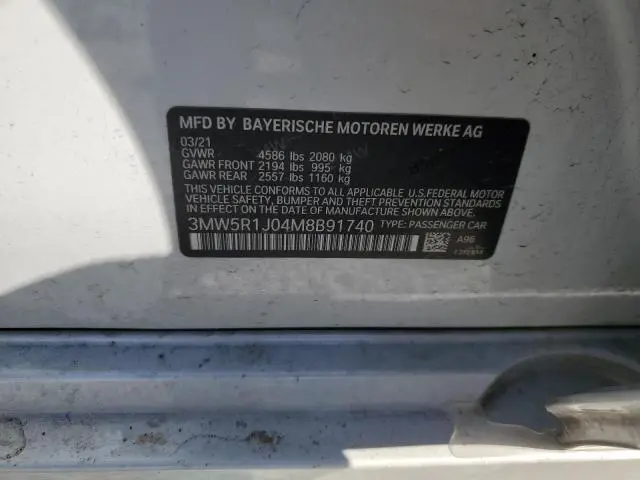 MFD BY BAYERISCHE MOTOREN WERKE AG
03/21
GVWR 4586 lbs 2080 kg
GAWR FRONT 2194 lbs 995 kg
GAWR REAR 2557 lbs 1160 kg
THIS VEHICLE CONFORMS TO ALL APPLICABLE U.S.FEDERAL MOTOR
VEHICLE SAFETY, BUMPER AND THEFT PREVENTION STANDARDS IN
EFFECT ON THE DATE OF MANUFACTURE SHOWN ABOVE.
3MW5R1J04M8B91740 TYPE: PASSENGER CAR
A96